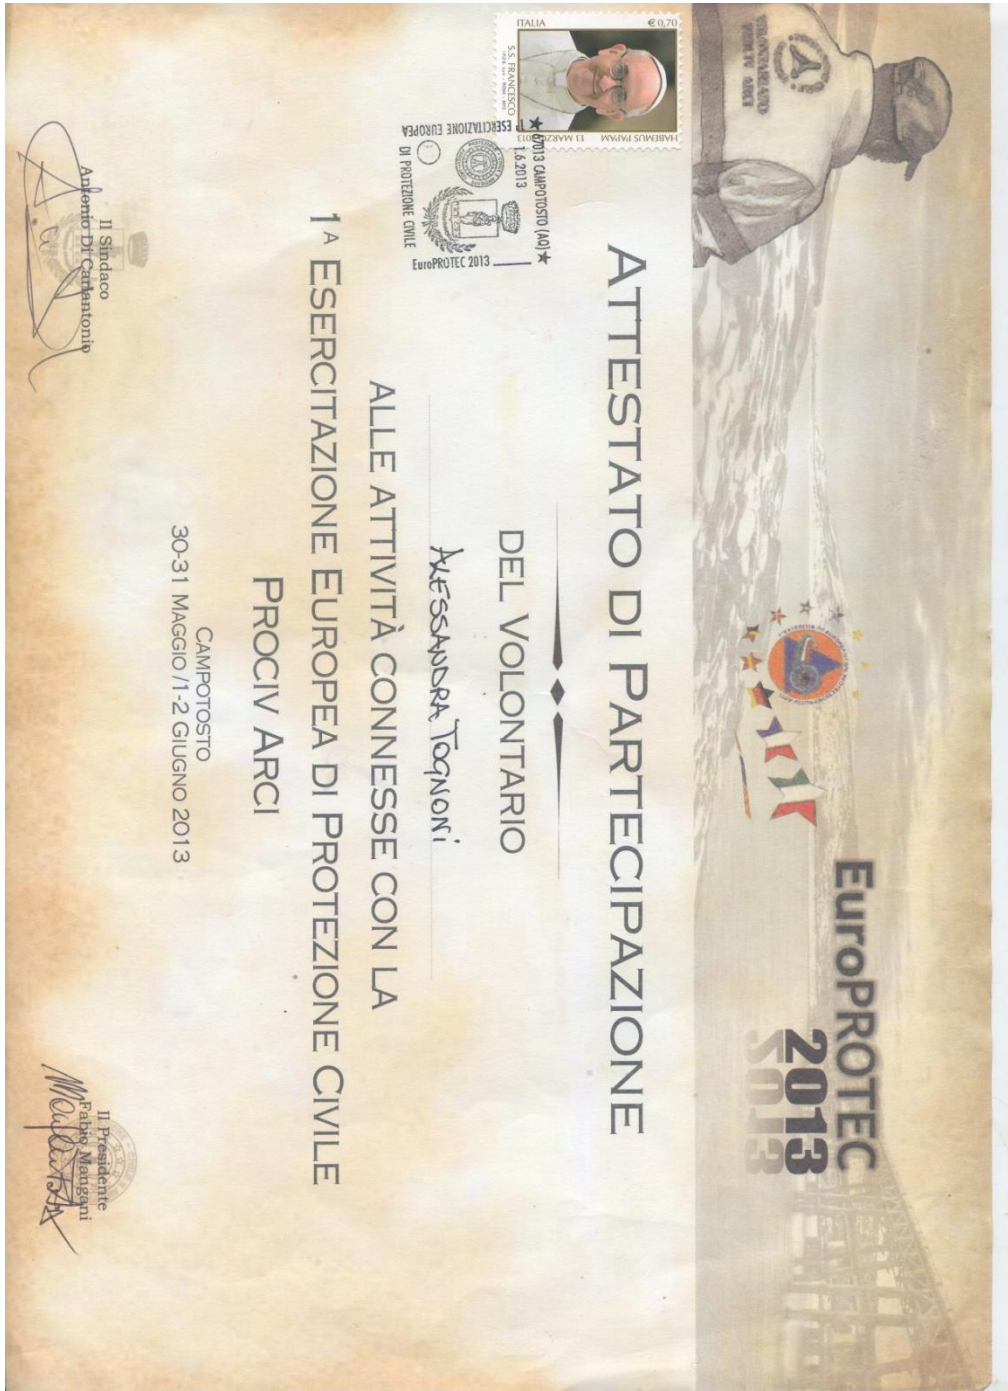 EuroPROTEC
2013
VOLONTARIATO
ITALIA
€ 0,70
S.S. FRANCESCO
HABEMUS PAPAM 13 MARZO 2013
★ 67013 CAMPOTOSTO (AQ) ★
1.6.2013
1ª ESERCITAZIONE EUROPEA
DI PROTEZIONE CIVILE
EuroPROTEC 2013
ATTESTATO DI PARTECIPAZIONE
DEL VOLONTARIO
ALESSANDRA TOGNONi
ALLE ATTIVITÀ CONNESSE CON LA
1A ESERCITAZIONE EUROPEA DI PROTEZIONE CIVILE
PROCIV ARCI
CAMPOTOSTO
30-31 MAGGIO /1-2 GIUGNO 2013
Il Sindaco
Antonio Di Carlantonio
Il Presidente
Fabio Mangani